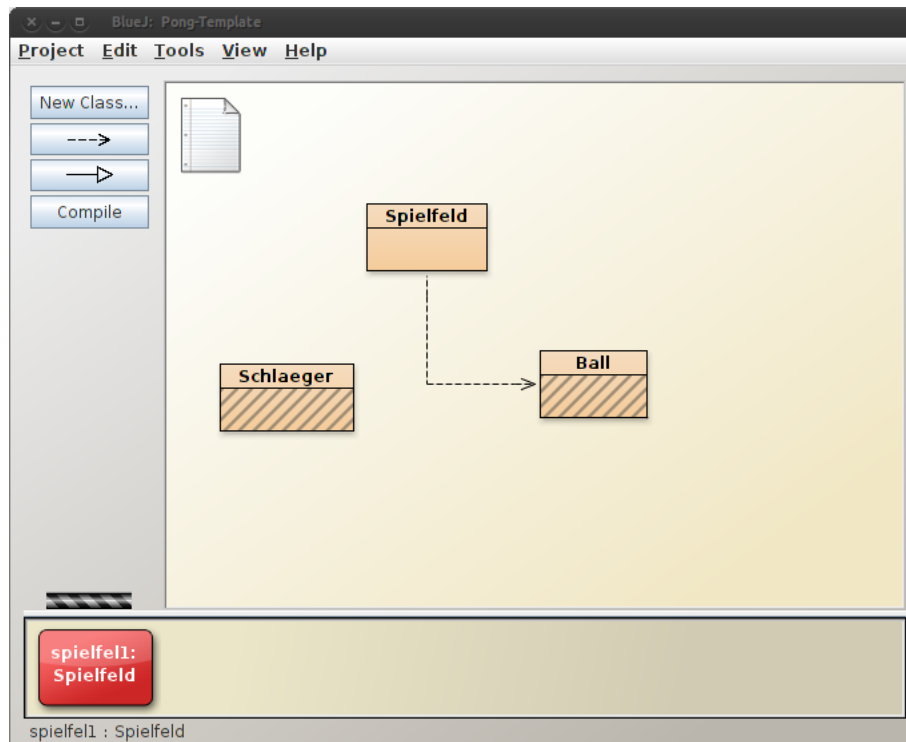 BlueJ: Pong-Template
Project Edit Tools View Help
New Class...
Compile
Spielfeld
Schlaeger
Ball
spielfel1:
Spielfeld
spielfel1 : Spielfeld